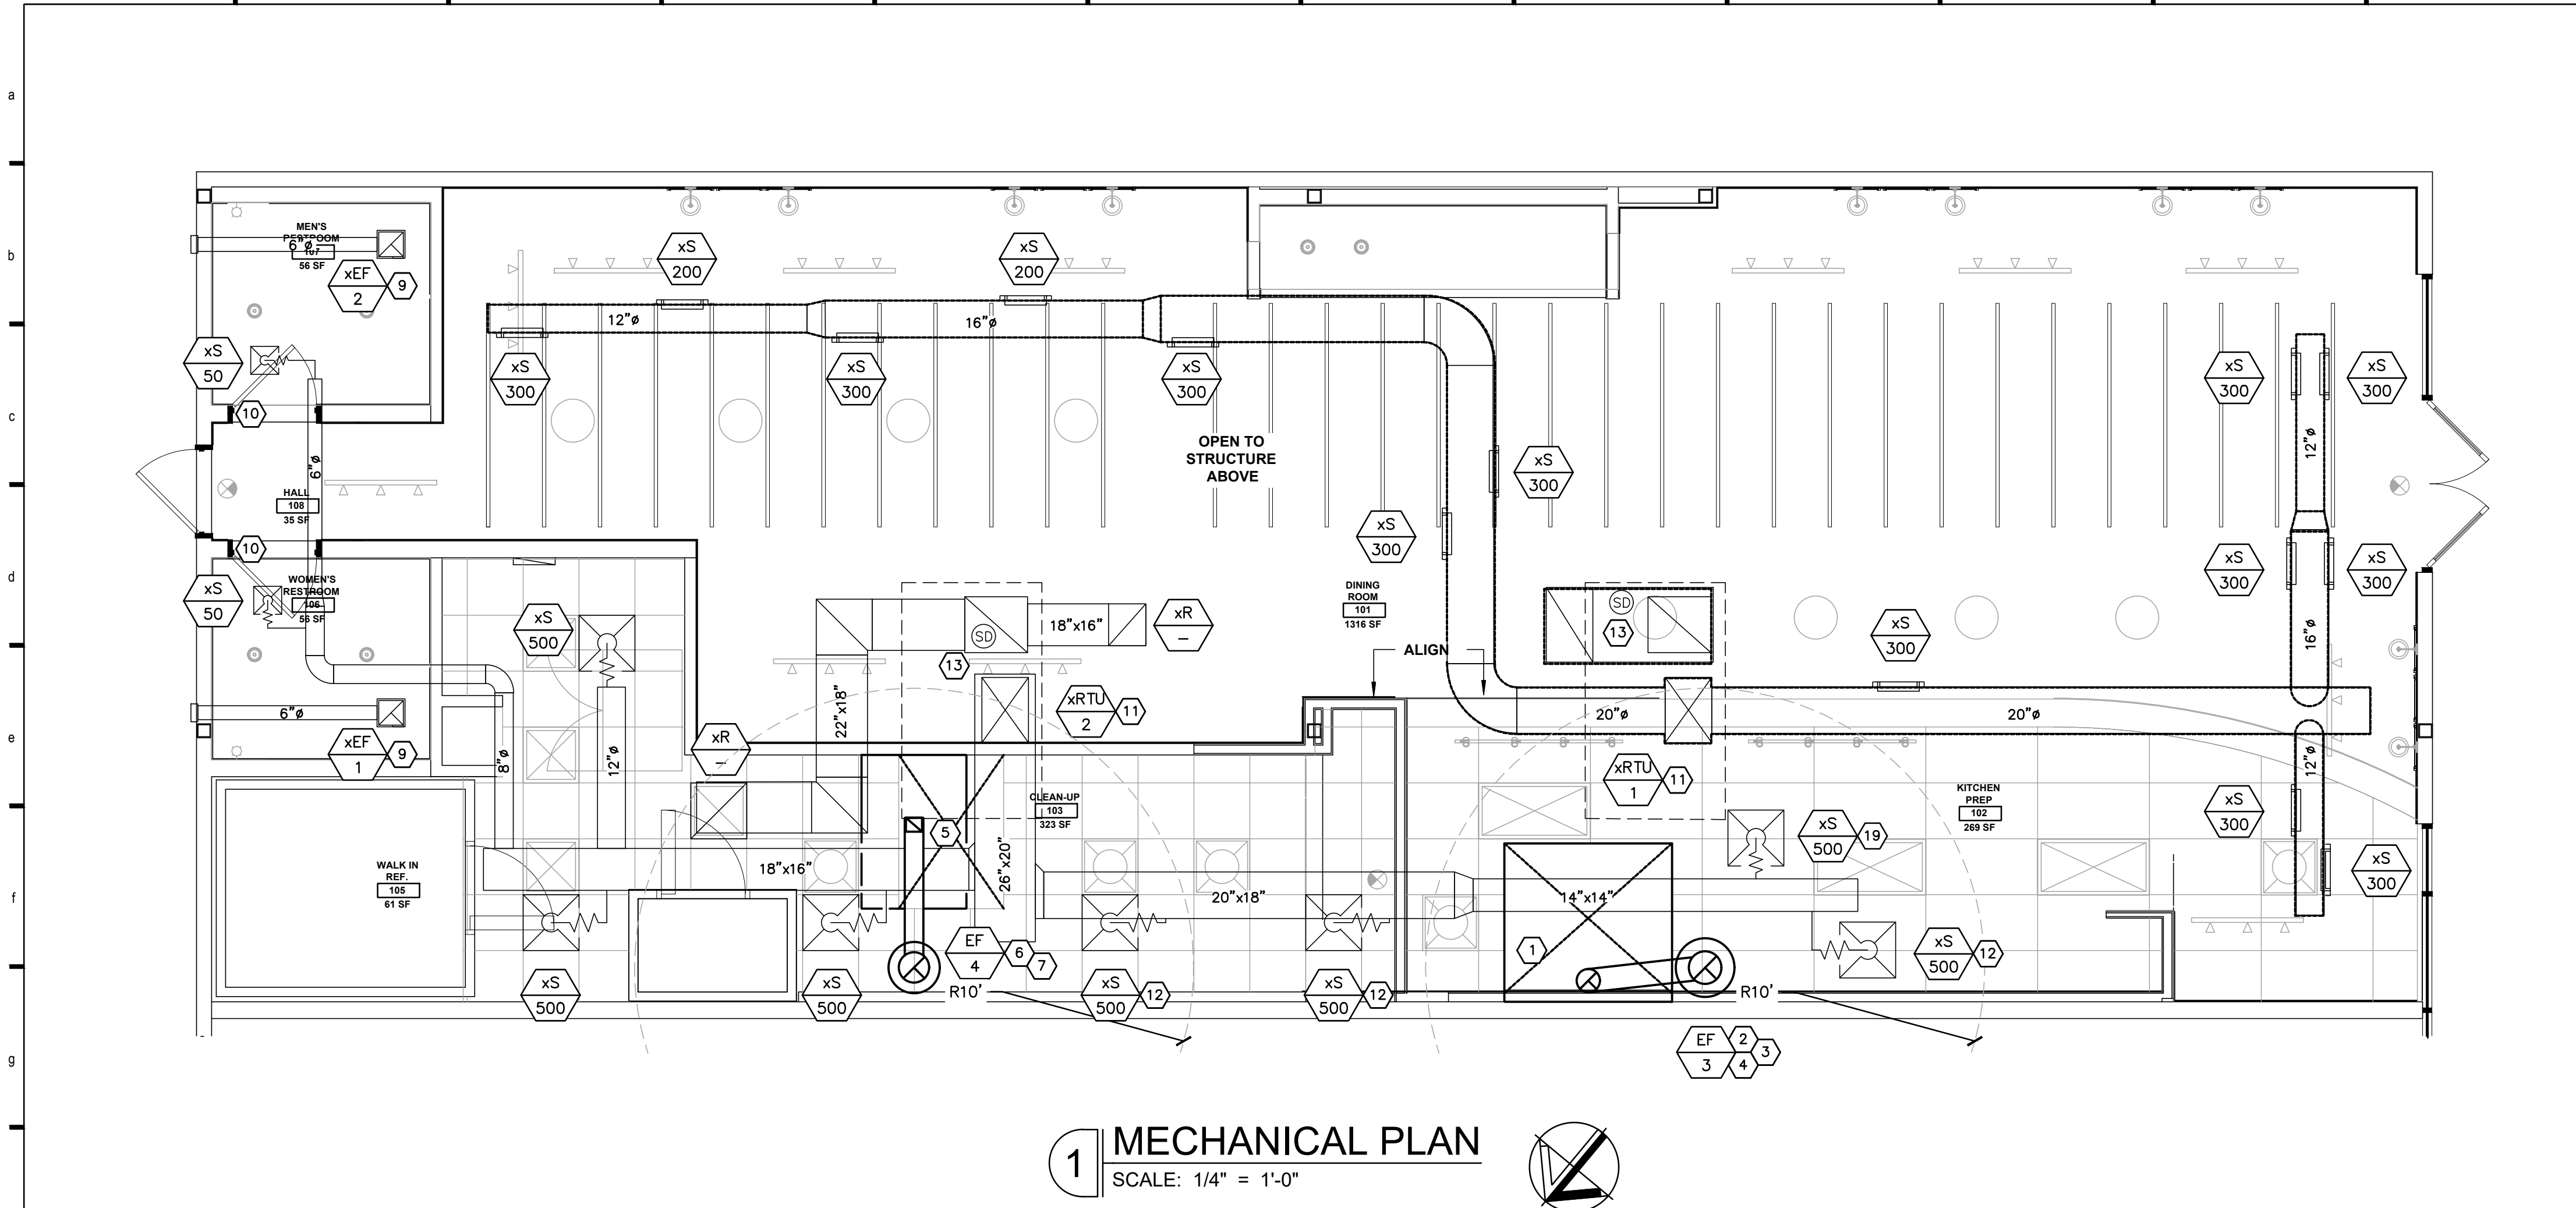 a
b
c
d
e
f
g
MEN'S
RESTROOM
107
56 SF
6"ø
xEF
2
9
xS
200
xS
200
12"ø
16"ø
xS
50
xS
300
xS
300
xS
300
xS
300
xS
300
12"ø
10
6"ø
OPEN TO
STRUCTURE
ABOVE
xS
300
HALL
108
35 SF
xS
300
10
xS
50
WOMEN'S
RESTROOM
106
56 SF
xS
500
SD
18"x16"
xR
–
DINING
ROOM
101
1316 SF
SD
13
xS
300
xS
300
xS
300
16"ø
13
ALIGN
6"ø
xEF
1
9
8"ø
12"ø
xR
–
22"x18"
xRTU
2
11
20"ø
20"ø
xRTU
1
11
12"ø
CLEAN-UP
103
323 SF
KITCHEN
PREP
102
269 SF
xS
300
5
xS
500
19
WALK IN
REF.
105
61 SF
18"x16"
26"x20"
20"x18"
14"x14"
xS
300
EF
4
6
7
1
xS
500
12
xS
500
xS
500
R10'
xS
500
12
xS
500
12
R10'
EF
3
2
3
4
1
MECHANICAL PLAN
SCALE: 1/4" = 1'-0"